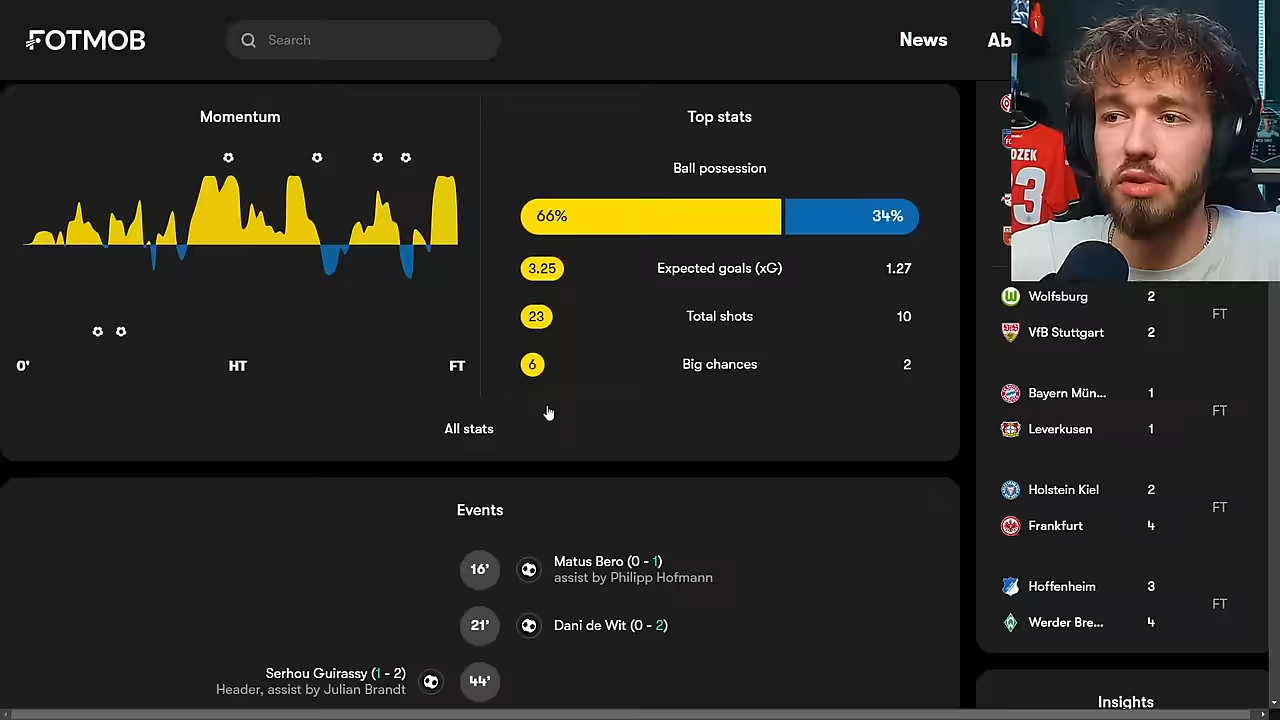 FOTMOB
Search
News
Ab
Momentum
0'
HT
FT
Top stats
Ball possession
66%
34%
3.25
Expected goals (xG)
1.27
23
Total shots
10
6
Big chances
2
All stats
Events
16'
Matus Bero (0 - 1)
assist by Philipp Hofmann
21'
Dani de Wit (0 - 2)
Serhou Guirassy (1 - 2)
Header, assist by Julian Brandt
44'
OZEK
3
Wolfsburg
2
VfB Stuttgart
2
FT
Bayern Mün...
1
Leverkusen
1
FT
Holstein Kiel
2
Frankfurt
4
FT
Hoffenheim
3
Werder Bre...
4
FT
Insights